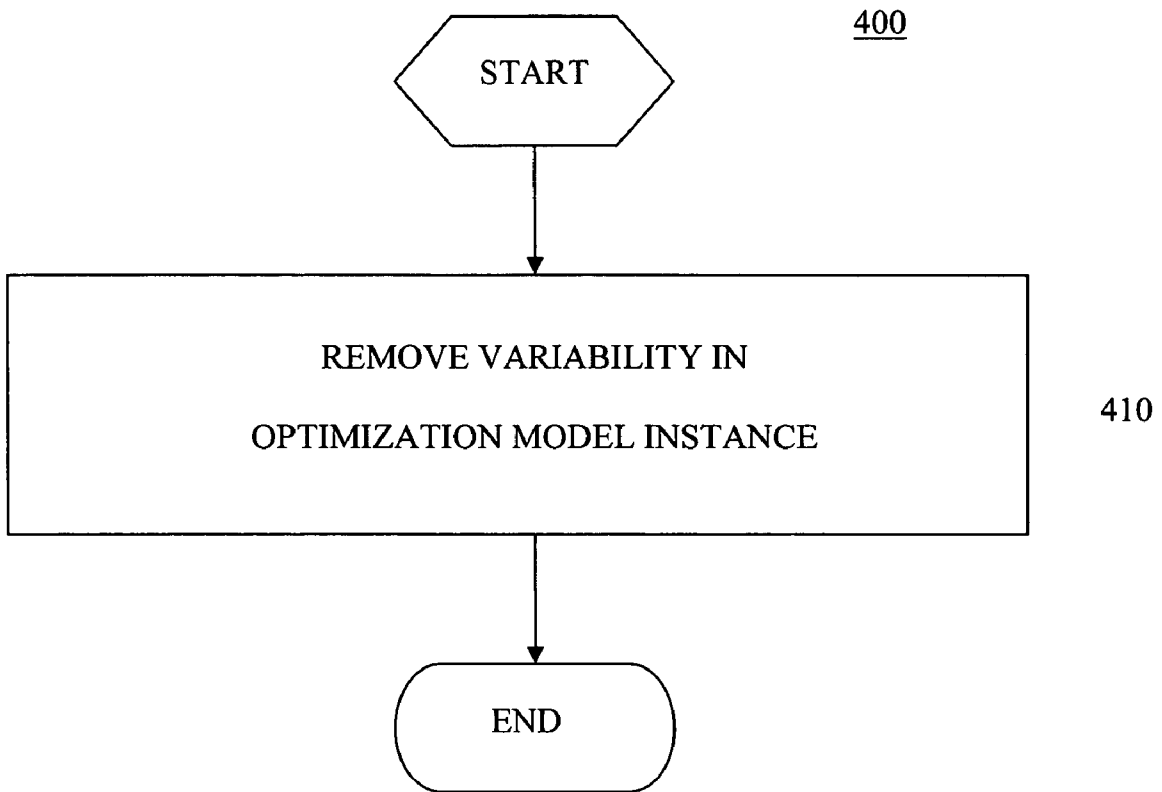 400
START
REMOVE VARIABILITY IN
OPTIMIZATION MODEL INSTANCE
410
END